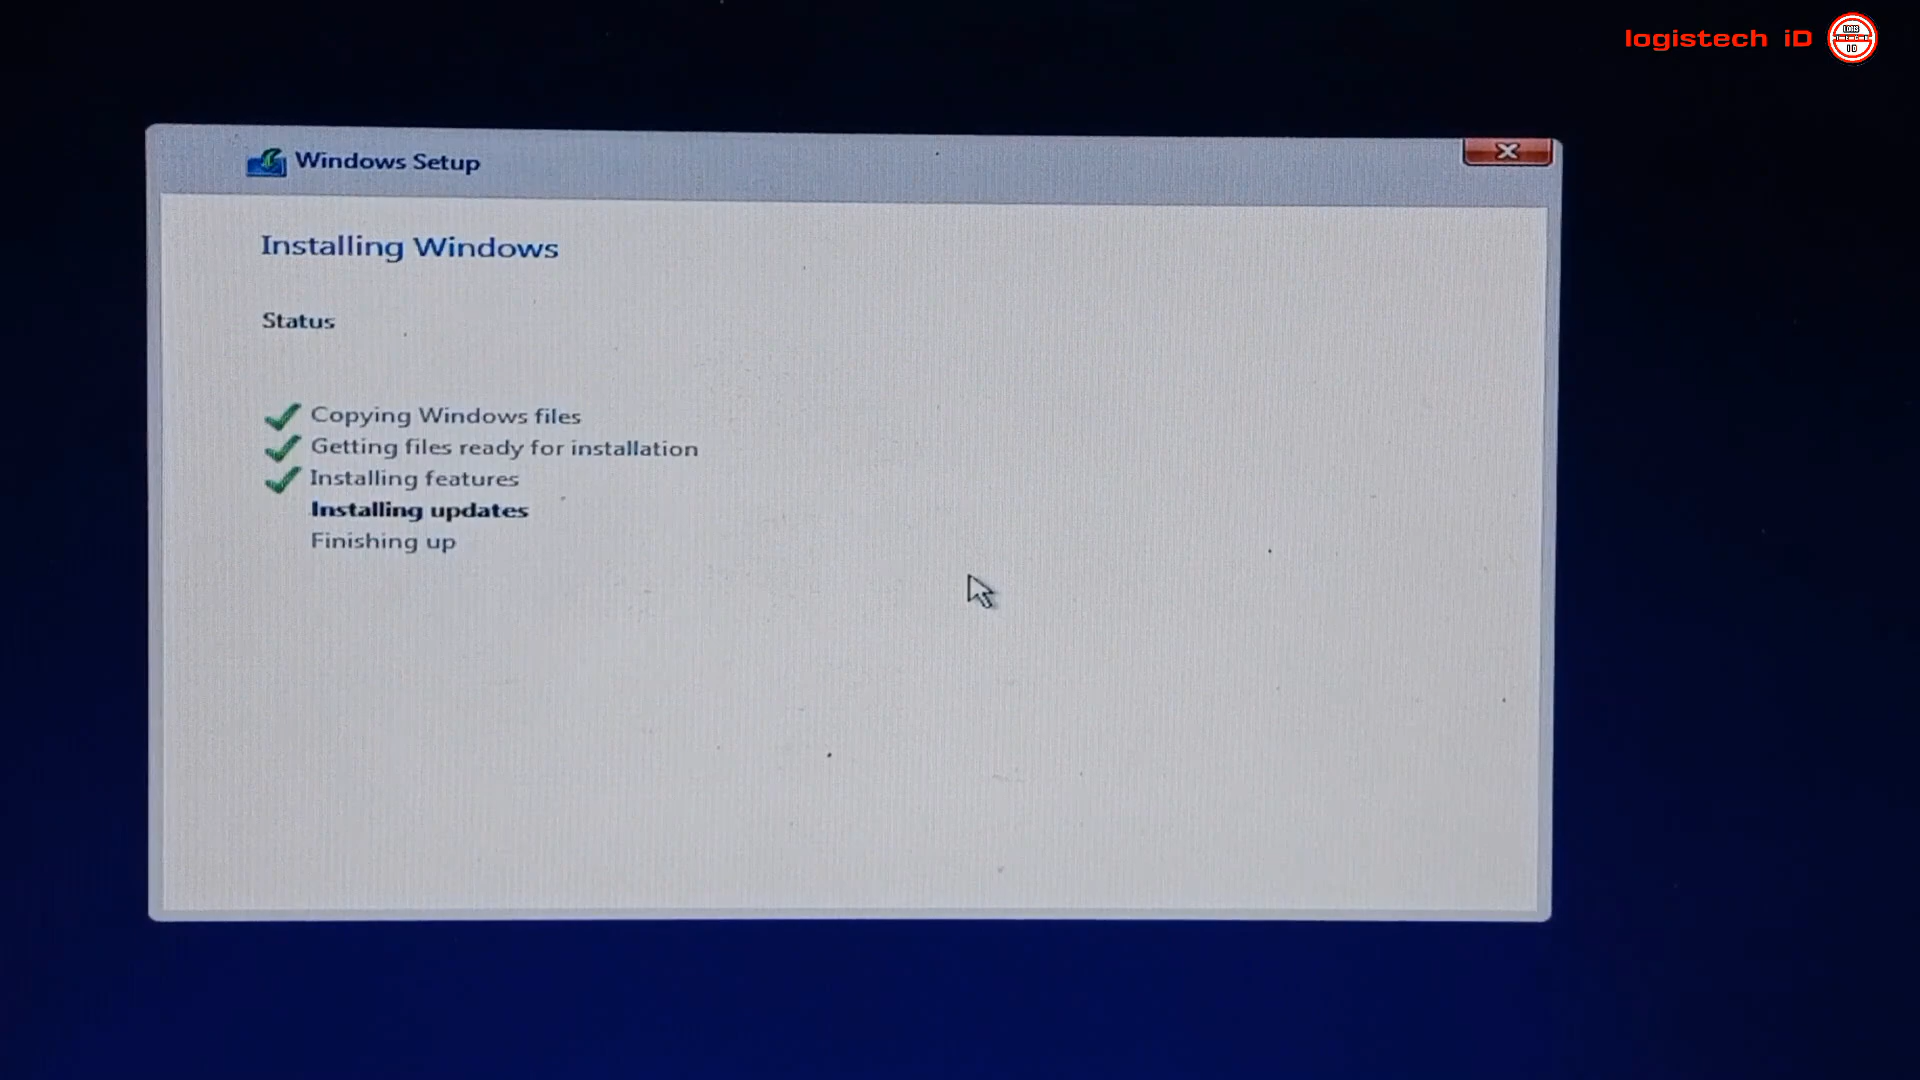 logistech iD
Windows Setup
Installing Windows
Status
Copying Windows files
Getting files ready for installation
Installing features
Installing updates
Finishing up